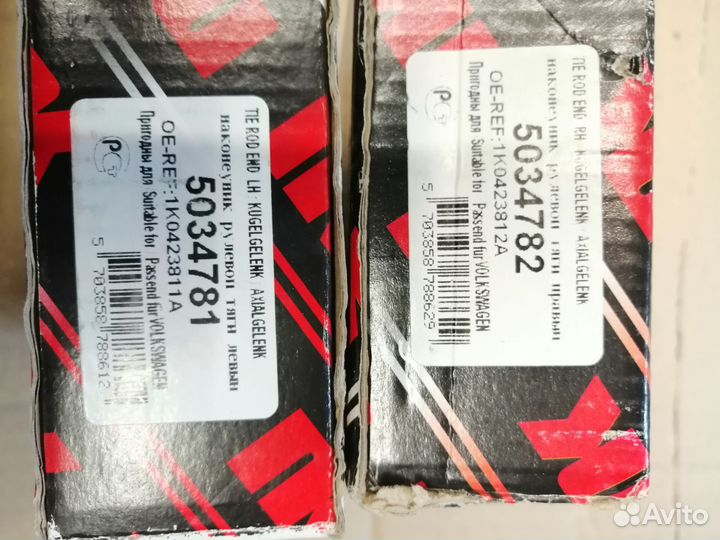 TIE ROD END LH : KUGELGELENK : AXIALGELENK
наконечник рулевой тяги левый
5034781
OE-REF:1K0423811A
Пригодны для Suitable for Passend für VOLKSWAGEN
5 703858 788612
TIE ROD END RH : KUGELGELENK : AXIALGELENK
наконечник рулевой тяги правый
5034782
OE-REF:1K0423812A
Пригодны для Suitable for Passend für VOLKSWAGEN
5 703858 788629
Avito